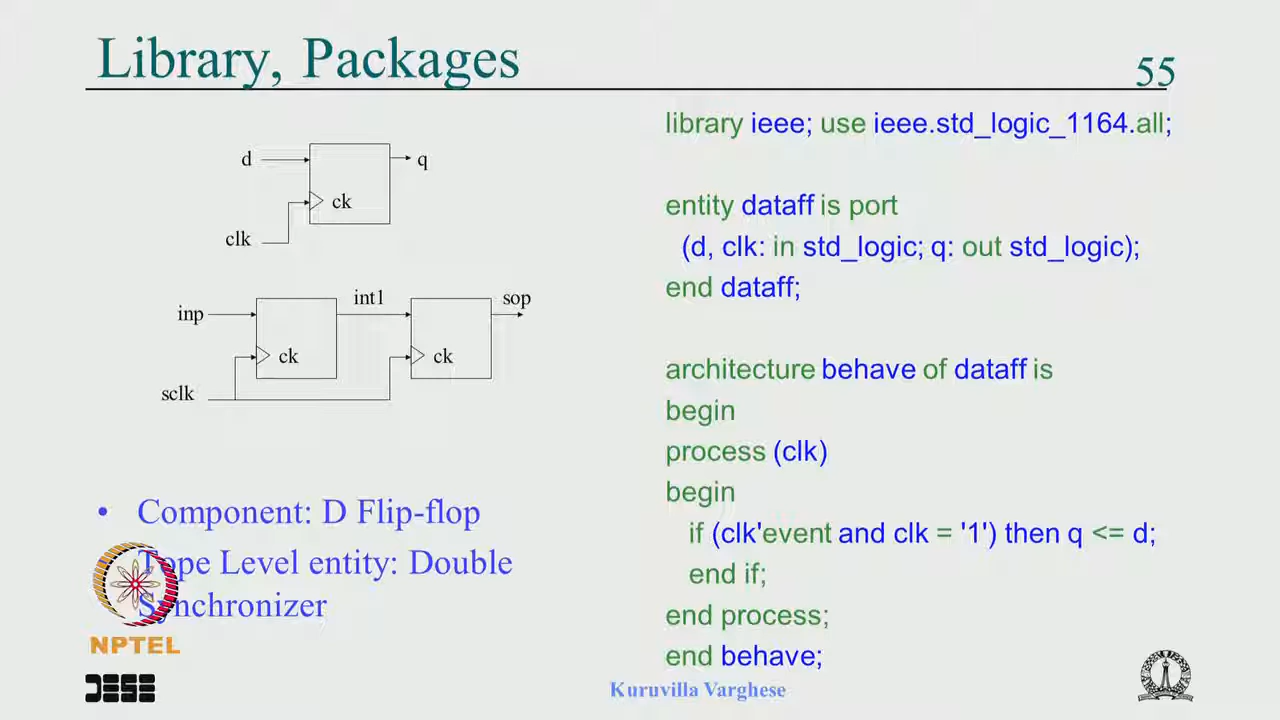 Library, Packages
55
d
q
ck
clk
inp
int1
sop
ck
ck
sclk
• Component: D Flip-flop
Tope Level entity: Double
Synchronizer
library ieee; use ieee.std_logic_1164.all;
entity dataff is port
(d, clk: in std_logic; q: out std_logic);
end dataff;
architecture behave of dataff is
begin
process (clk)
begin
if (clk'event and clk = '1') then q <= d;
end if;
end process;
end behave;
NPTEL
Kuruvilla Varghese